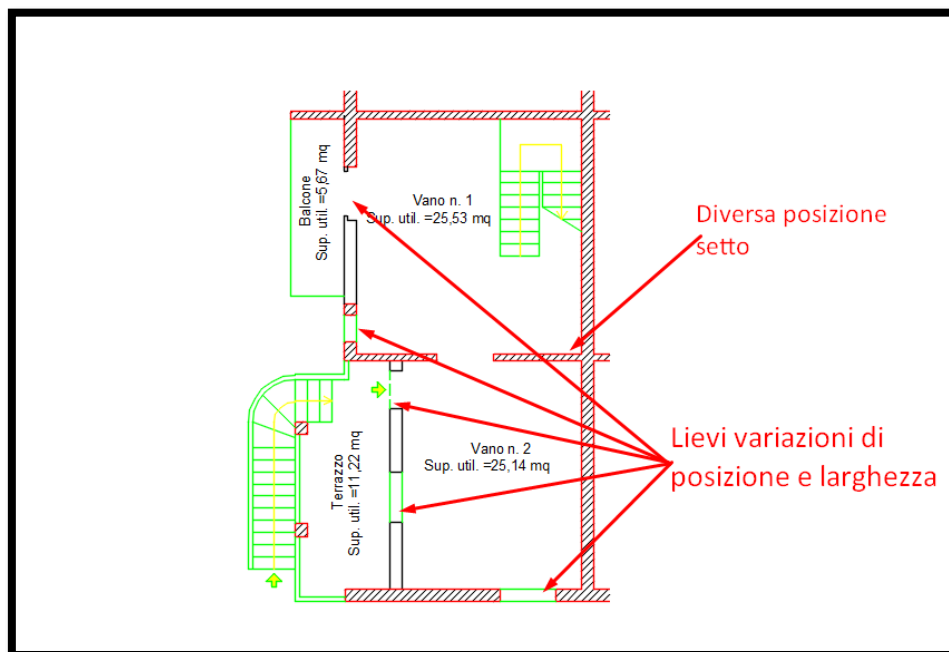 Balcone
Sup. util. =5,67 mq
Vano n. 1
Sup. util. =25,53 mq
Diversa posizione
setto
Terrazzo
Sup. util. =11,22 mq
Vano n. 2
Sup. util. =25,14 mq
Lievi variazioni di
posizione e larghezza